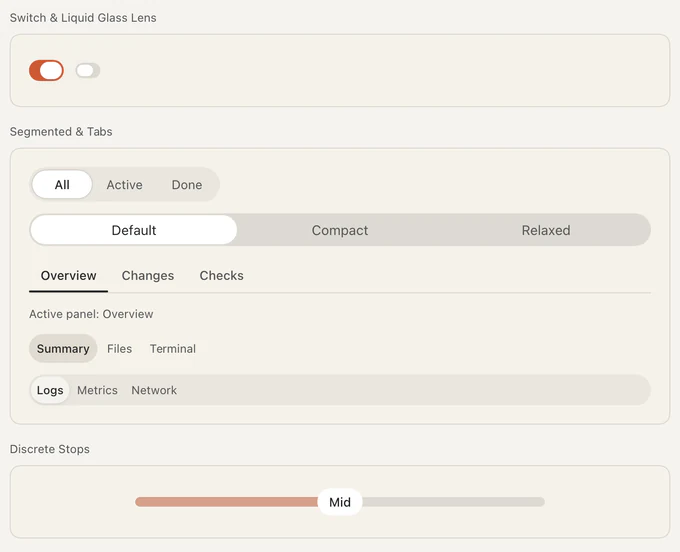 Switch & Liquid Glass Lens
Segmented & Tabs
All Active Done
Default Compact Relaxed
Overview Changes Checks
Active panel: Overview
Summary Files Terminal
Logs Metrics Network
Discrete Stops
Mid